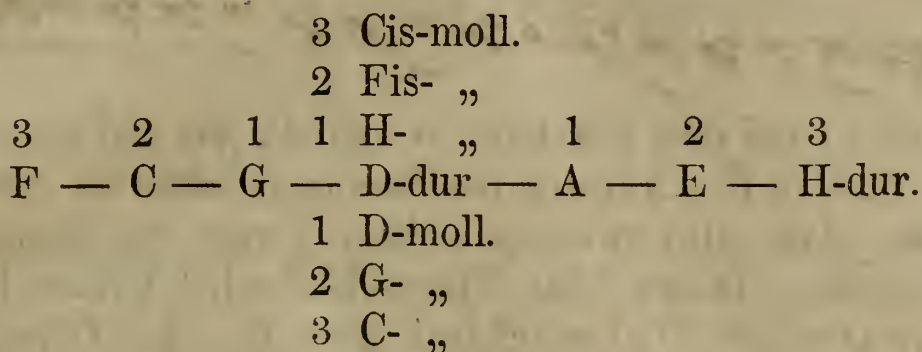 3 Cis-moll.
2 Fis- „
3 2 1 1 H- „ 1 2 3
F — C — G — D-dur — A — E — H-dur.
1 D-moll.
2 G- „
3 C- „